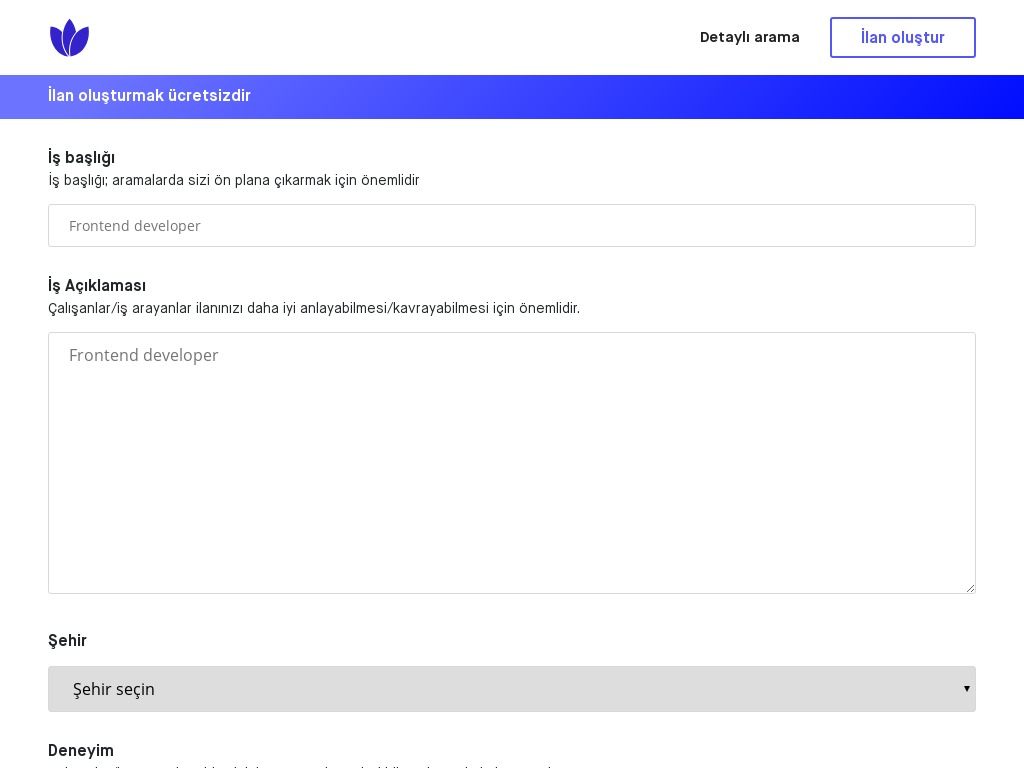 Detaylı arama
İlan oluştur
İlan oluşturmak ücretsizdir
İş başlığı
İş başlığı; aramalarda sizi ön plana çıkarmak için önemlidir
Frontend developer
İş Açıklaması
Çalışanlar/iş arayanlar ilanınızı daha iyi anlayabilmesi/kavrayabilmesi için önemlidir.
Frontend developer
Şehir
Şehir seçin
Deneyim